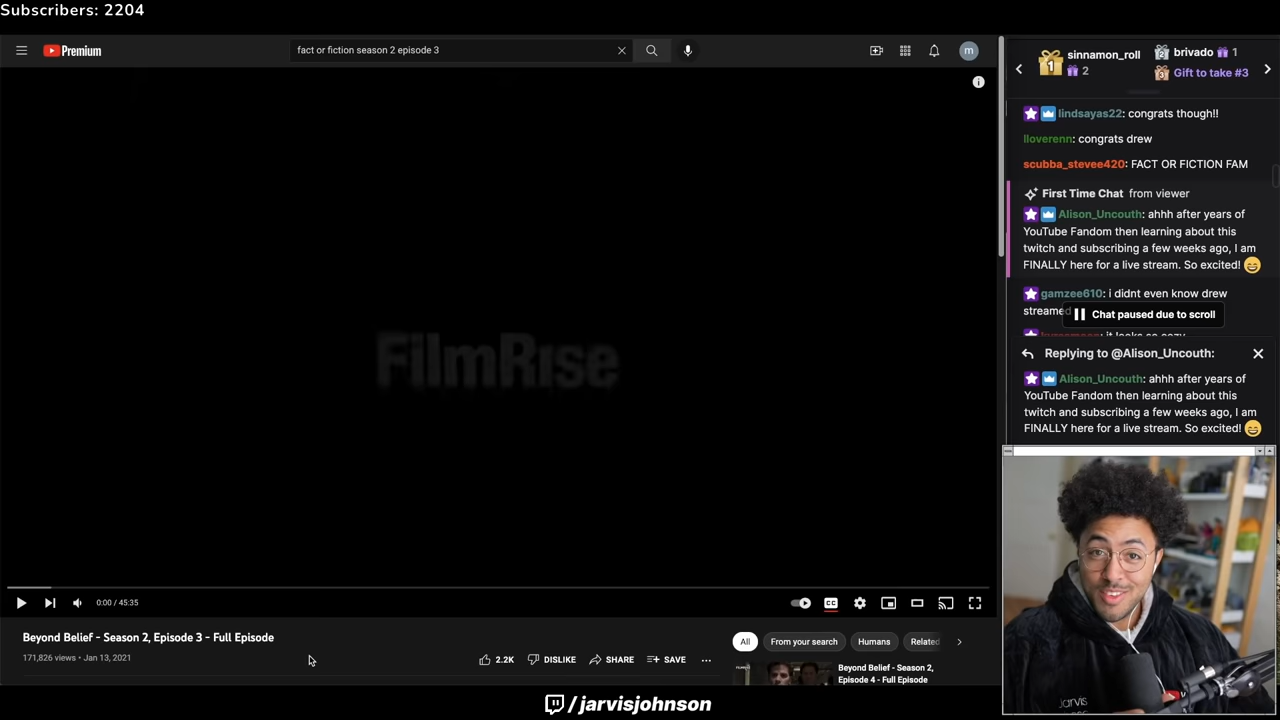 Subscribers: 2204
Premium
fact or fiction season 2 episode 3
m
FilmRise
0:00 / 45:35
CC
Beyond Belief - Season 2, Episode 3 - Full Episode
171,826 views • Jan 13, 2021
2.2K
DISLIKE
SHARE
SAVE
All
From your search
Humans
Related
Beyond Belief - Season 2,
Episode 4 - Full Episode
sinnamon_roll
1
2
2
brivado 1
Gift to take #3
lindsayas22: congrats though!!
lloverenn: congrats drew
scubba_stevee420: FACT OR FICTION FAM
First Time Chat from viewer
Alison_Uncouth: ahhh after years of
YouTube Fandom then learning about this
twitch and subscribing a few weeks ago, I am
FINALLY here for a live stream. So excited! 😄
gamzee610: i didnt even know drew
streamed
Chat paused due to scroll
Replying to @Alison_Uncouth:
Alison_Uncouth: ahhh after years of
YouTube Fandom then learning about this
twitch and subscribing a few weeks ago, I am
FINALLY here for a live stream. So excited! 😄
jarvis
/jarvisjohnson